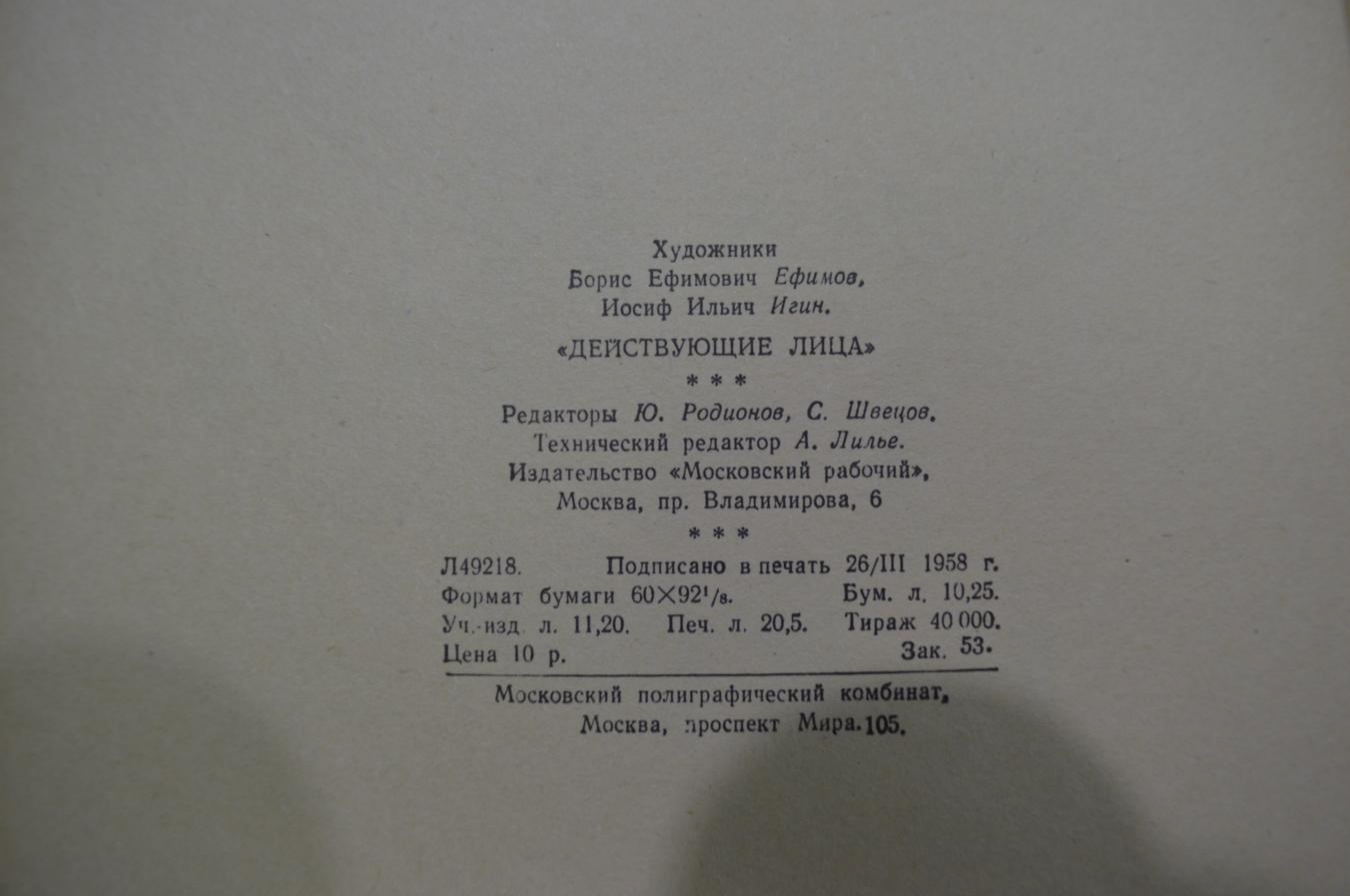 Художники
Борис Ефимович Ефимов,
Иосиф Ильич Игин.
«ДЕЙСТВУЮЩИЕ ЛИЦА»
* * *
Редакторы Ю. Родионов, С. Швецов.
Технический редактор А. Лилье.
Издательство «Московский рабочий»,
Москва, пр. Владимирова, 6
* * *
Л49218. Подписано в печать 26/III 1958 г.
Формат бумаги 60×92¹/₈. Бум. л. 10,25.
Уч.-изд. л. 11,20. Печ. л. 20,5. Тираж 40 000.
Цена 10 р. Зак. 53.
Московский полиграфический комбинат,
Москва, проспект Мира.105.